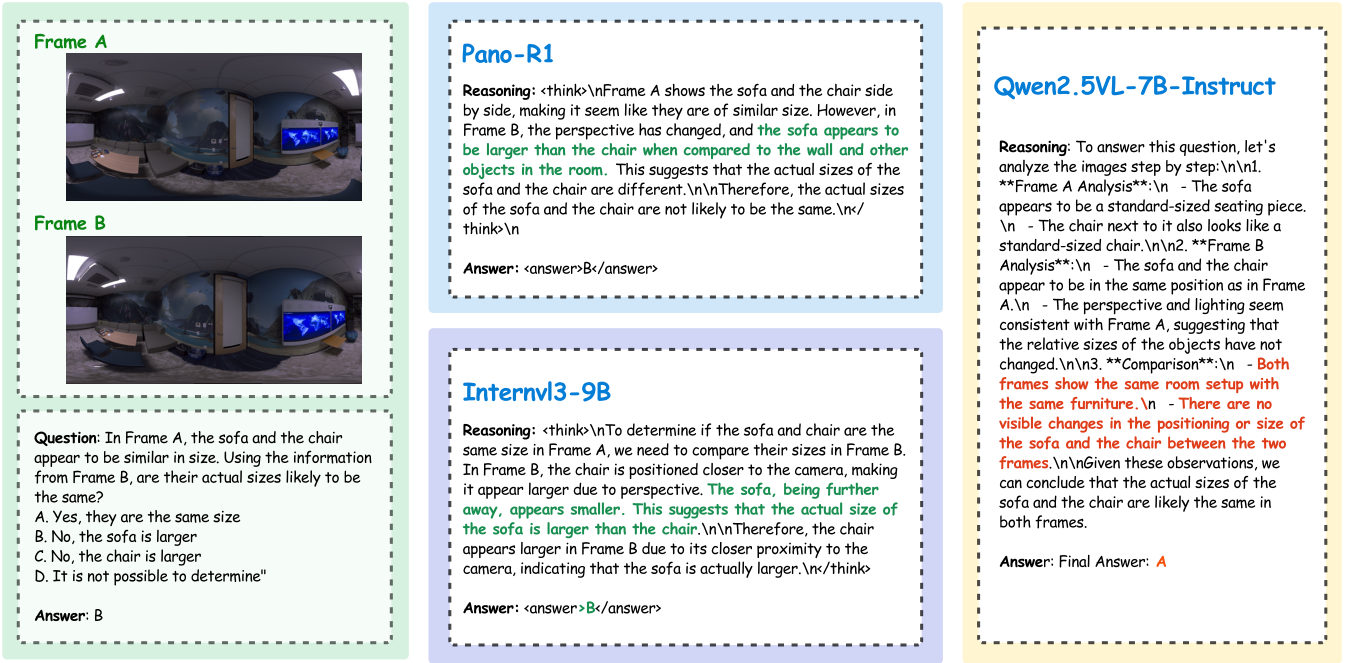 Frame A
Frame B
Question: In Frame A, the sofa and the chair
appear to be similar in size. Using the information
from Frame B, are their actual sizes likely to be
the same?
A. Yes, they are the same size
B. No, the sofa is larger
C. No, the chair is larger
D. It is not possible to determine"
Answer: B
Pano-R1
Reasoning: <think>\nFrame A shows the sofa and the chair side
by side, making it seem like they are of similar size. However, in
Frame B, the perspective has changed, and the sofa appears to
be larger than the chair when compared to the wall and other
objects in the room. This suggests that the actual sizes of the
sofa and the chair are different.\n\nTherefore, the actual sizes
of the sofa and the chair are not likely to be the same.\n</
think>\n
Answer: <answer>B</answer>
Internvl3-9B
Reasoning: <think>\nTo determine if the sofa and chair are the
same size in Frame A, we need to compare their sizes in Frame B.
In Frame B, the chair is positioned closer to the camera, making
it appear larger due to perspective. The sofa, being further
away, appears smaller. This suggests that the actual size of
the sofa is larger than the chair.\n\nTherefore, the chair
appears larger in Frame B due to its closer proximity to the
camera, indicating that the sofa is actually larger.\n</think>
Answer: <answer>B</answer>
Qwen2.5VL-7B-Instruct
Reasoning: To answer this question, let's
analyze the images step by step:\n\n1.
**Frame A Analysis**:\n - The sofa
appears to be a standard-sized seating piece.
\n - The chair next to it also looks like a
standard-sized chair.\n\n2. **Frame B
Analysis**:\n - The sofa and the chair
appear to be in the same position as in Frame
A.\n - The perspective and lighting seem
consistent with Frame A, suggesting that
the relative sizes of the objects have not
changed.\n\n3. **Comparison**:\n - Both
frames show the same room setup with
the same furniture.\n - There are no
visible changes in the positioning or size of
the sofa and the chair between the two
frames.\n\nGiven these observations, we
can conclude that the actual sizes of the
sofa and the chair are likely the same in
both frames.
Answer: Final Answer: A